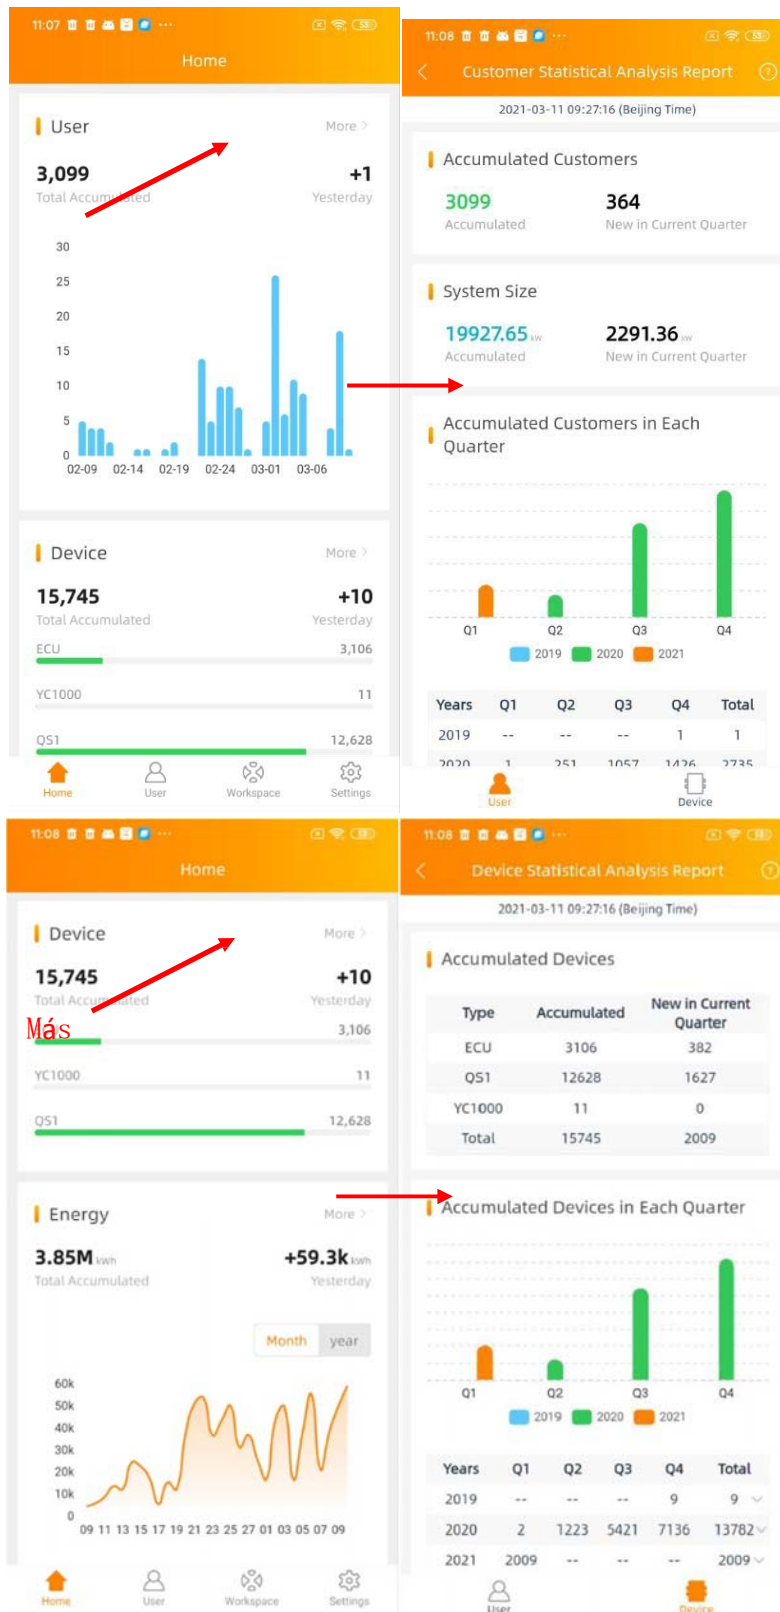 11:07
53
Home
User
More >
3,099
+1
Total Accumulated
Yesterday
30
25
20
15
10
5
0
02-09 02-14 02-19 02-24 03-01 03-06
Device
More >
15,745
+10
Total Accumulated
Yesterday
ECU
3,106
YC1000
11
QS1
12,628
Home User Workspace Settings
11:08
53
Customer Statistical Analysis Report
2021-03-11 09:27:16 (Beijing Time)
Accumulated Customers
3099
364
Accumulated
New in Current Quarter
System Size
19927.65 kW
2291.36 kW
Accumulated
New in Current Quarter
Accumulated Customers in Each
Quarter
Q1 Q2 Q3 Q4
2019 2020 2021
Years Q1 Q2 Q3 Q4 Total
2019 -- -- -- 1 1
2020 1 251 1057 1426 2735
User Device
11:08
Home
Device
More >
15,745
+10
Total Accumulated
Yesterday
Más
3,106
YC1000
11
QS1
12,628
Energy
More >
3.85M kWh
+59.3k kWh
Total Accumulated
Yesterday
Month year
60k
50k
40k
30k
20k
10k
0
09 11 13 15 17 19 21 23 25 27 01 03 05 07 09
Home User Workspace Settings
11:08
Device Statistical Analysis Report
2021-03-11 09:27:16 (Beijing Time)
Accumulated Devices
Type Accumulated New in Current
Quarter
ECU 3106 382
QS1 12628 1627
YC1000 11 0
Total 15745 2009
Accumulated Devices in Each Quarter
Q1 Q2 Q3 Q4
2019 2020 2021
Years Q1 Q2 Q3 Q4 Total
2019 -- -- -- 9 9
2020 2 1223 5421 7136 13782
2021 2009 -- -- -- 2009
User Device